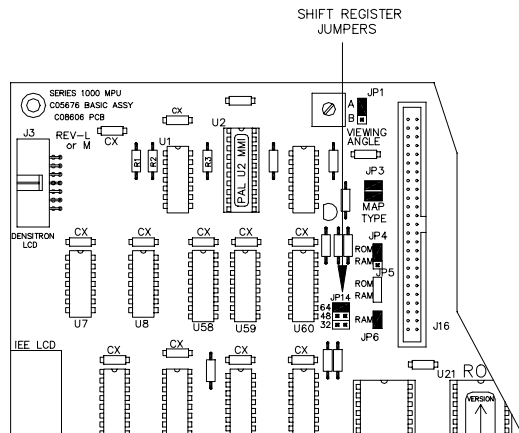 SHIFT REGISTER
JUMPERS
SERIES 1000 MPU
C05676 BASIC ASSY
C08606 PCB
J3
REV-L
or M
CX
CX
U1
U2
R1
R2
R3
PAL U2 MMI
JP1
A
B
VIEWING
ANGLE
JP3
MAP
TYPE
DENSITRON
LCD
CX
CX
CX
CX
CX
U7
U8
U58
U59
U60
JP4
ROM
RAM
JP5
ROM
RAM
JP14
64
48
32
RAM
JP6
J16
IEE LCD
CX
CX
CX
CX
U21
RO
VERSION